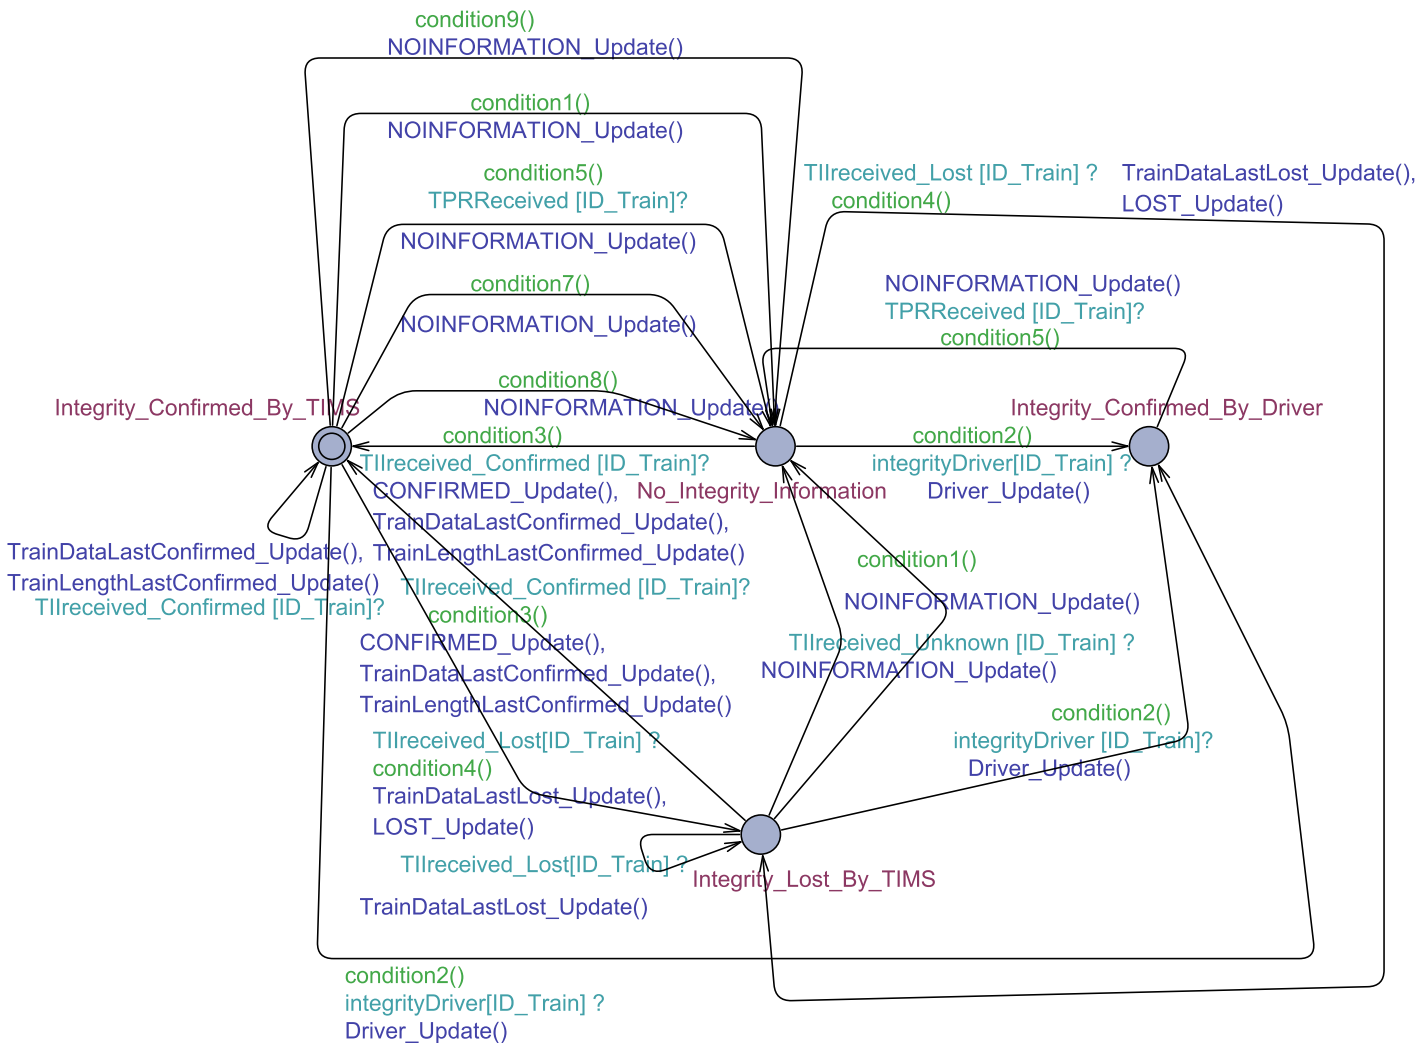 condition9()
NOINFORMATION_Update()
condition1()
NOINFORMATION_Update()
condition5()
TPRReceived [ID_Train]?
NOINFORMATION_Update()
condition7()
NOINFORMATION_Update()
condition8()
NOINFORMATION_Update()
TIIreceived_Lost [ID_Train] ?
condition4()
TrainDataLastLost_Update(),
LOST_Update()
NOINFORMATION_Update()
TPRReceived [ID_Train]?
condition5()
Integrity_Confirmed_By_TIMS
Integrity_Confirmed_By_Driver
condition3()
TIIreceived_Confirmed [ID_Train]?
CONFIRMED_Update(),
TrainDataLastConfirmed_Update(),
TrainLengthLastConfirmed_Update()
No_Integrity_Information
condition2()
integrityDriver[ID_Train] ?
Driver_Update()
TrainDataLastConfirmed_Update(),
TrainLengthLastConfirmed_Update()
TIIreceived_Confirmed [ID_Train]?
TIIreceived_Confirmed [ID_Train]?
condition3()
CONFIRMED_Update(),
TrainDataLastConfirmed_Update(),
TrainLengthLastConfirmed_Update()
condition1()
NOINFORMATION_Update()
TIIreceived_Unknown [ID_Train] ?
NOINFORMATION_Update()
condition2()
integrityDriver [ID_Train]?
Driver_Update()
TIIreceived_Lost[ID_Train] ?
condition4()
TrainDataLastLost_Update(),
LOST_Update()
TIIreceived_Lost[ID_Train] ?
Integrity_Lost_By_TIMS
TrainDataLastLost_Update()
condition2()
integrityDriver[ID_Train] ?
Driver_Update()